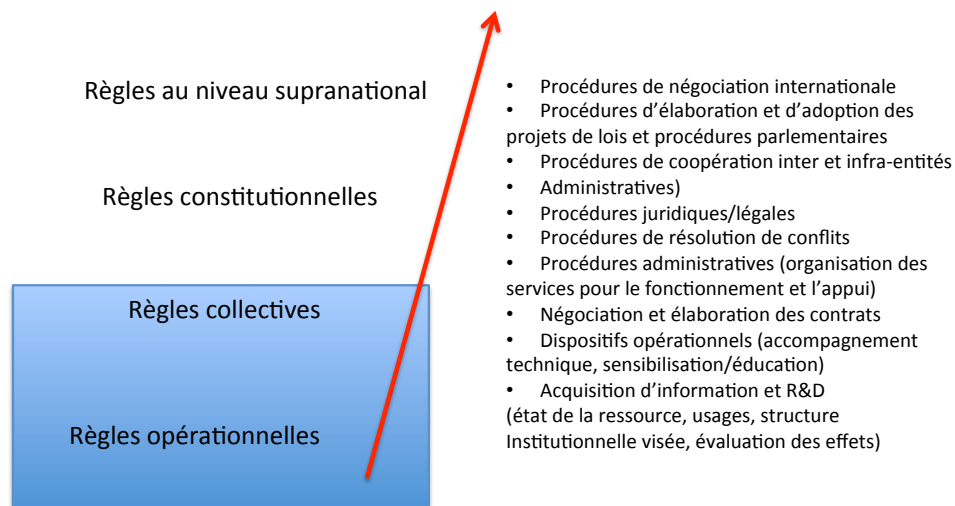 Règles au niveau supranational
Règles constitutionnelles
Règles collectives
Règles opérationnelles
• Procédures de négociation internationale
• Procédures d'élaboration et d'adoption des
projets de lois et procédures parlementaires
• Procédures de coopération inter et infra-entités
• Administratives)
• Procédures juridiques/légales
• Procédures de résolution de conflits
• Procédures administratives (organisation des
services pour le fonctionnement et l'appui)
• Négociation et élaboration des contrats
• Dispositifs opérationnels (accompagnement
technique, sensibilisation/éducation)
• Acquisition d'information et R&D
(état de la ressource, usages, structure
Institutionnelle visée, évaluation des effets)